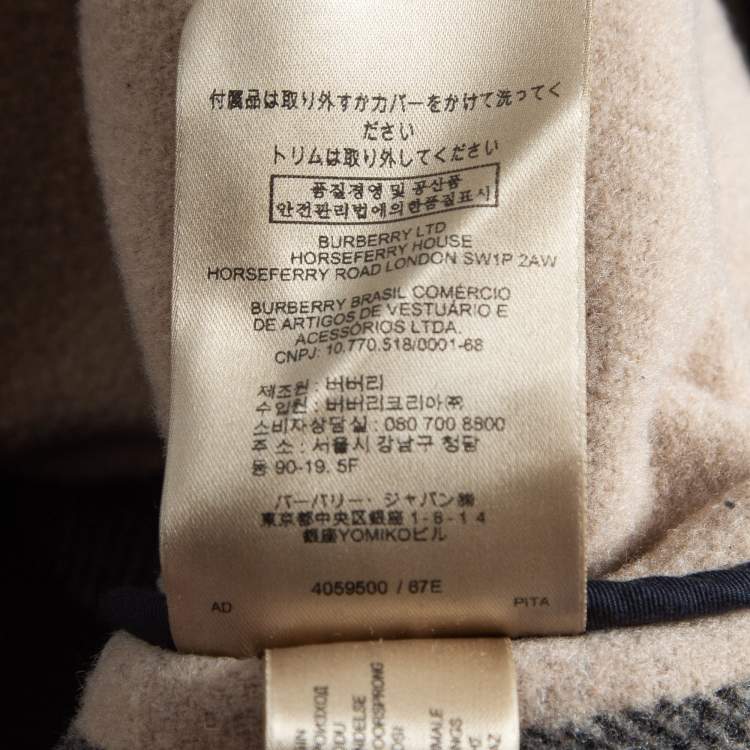 付属品は取り外すかカバーをかけて洗ってく
ださい
トリムは取り外してください
품질경영 및 공산품
안전관리법에의한품질표시
BURBERRY LTD
HORSEFERRY HOUSE
HORSEFERRY ROAD LONDON SW1P 2AW
BURBERRY BRASIL COMÉRCIO
DE ARTIGOS DE VESTUÁRIO E
ACESSÓRIOS LTDA.
CNPJ: 10.770.518/0001-68
제조원 : 버버리
수입원 : 버버리코리아㈜
소비자상담실 : 080 700 8800
주소 : 서울시 강남구 청담
동 90-19. 5F
バーバリー・ジャパン㈱
東京都中央区銀座 1-8-14
銀座YOMIKOビル
4059500 / 67E
AD PITA